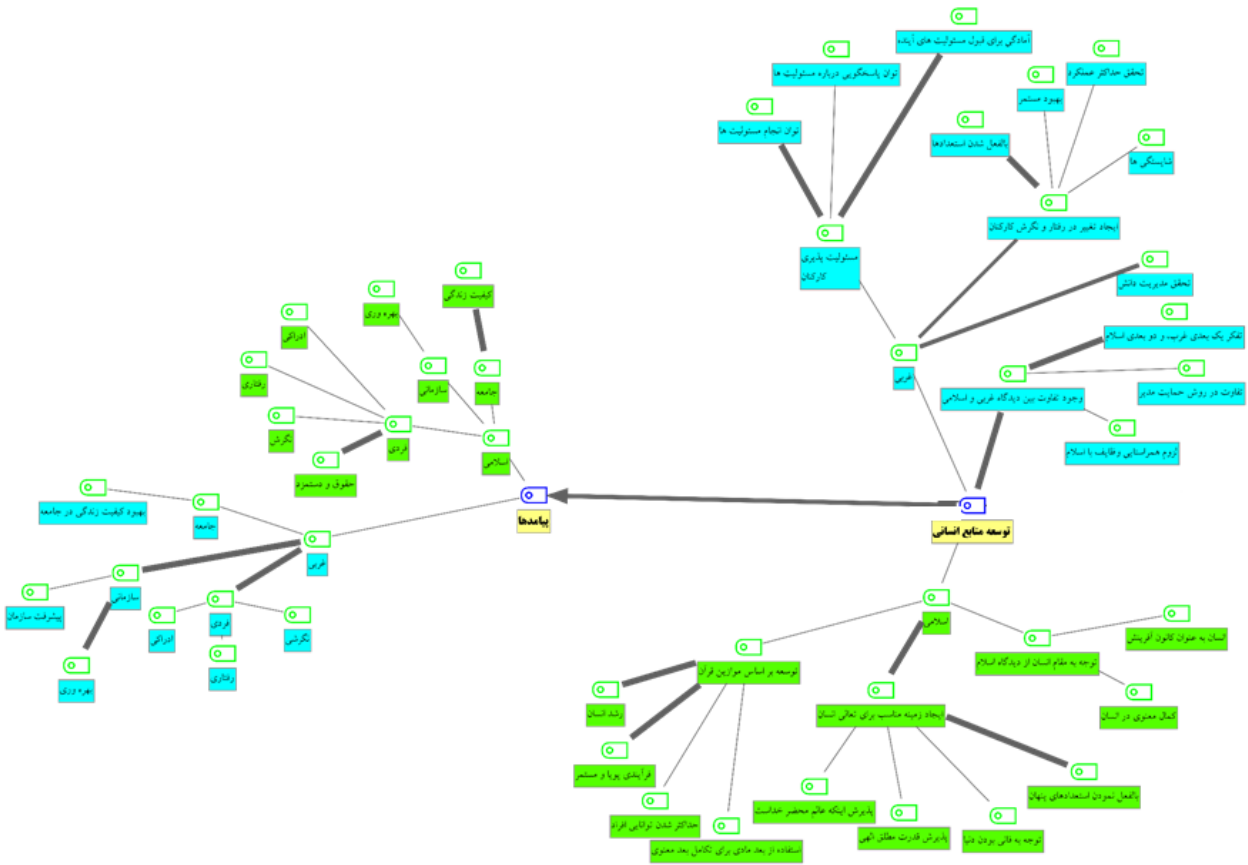 آمادگی برای قبول مسئولیت های آینده
توان پاسخگویی درباره مسئولیت ها
توان انجام مسئولیت ها
تحقق حداکثر عملکرد
بهبود مستمر
بالفعل شدن استعدادها
شایستگی ها
ایجاد تغییر در رفتار و نگرش کارکنان
مسئولیت پذیری
کارکنان
تحقق مدیریت دانش
تفکر یک بعدی غرب و دو بعدی اسلام
غربی
وجود تفاوت بین دیدگاه غربی و اسلامی
تفاوت در روش حمایت مدیر
لزوم همراستایی وظایف با اسلام
توسعه منابع انسانی
کیفیت زندگی
بهره وری
ادراکی
رفتاری
سازمانی
جامعه
نگرش
فردی
اسلامی
حقوق و دستمزد
پیامدها
بهبود کیفیت زندگی در جامعه
جامعه
غربی
سازمانی
پیشرفت سازمان
فردی
ادراکی
نگرشی
رفتاری
بهره وری
اسلامی
انسان به عنوان کانون آفرینش
توجه به مقام انسان از دیدگاه اسلام
توسعه بر اساس موازین قرآن
کمال معنوی در انسان
رشد انسان
ایجاد زمینه مناسب برای تعالی انسان
فرآیندی پویا و مستمر
بالفعل نمودن استعدادهای پنهان
پذیرش اینکه عالم محضر خداست
حداکثر شدن توانایی افراد
پذیرش قدرت مطلق الهی
توجه به فانی بودن دنیا
استفاده از بعد مادی برای تکامل بعد معنوی